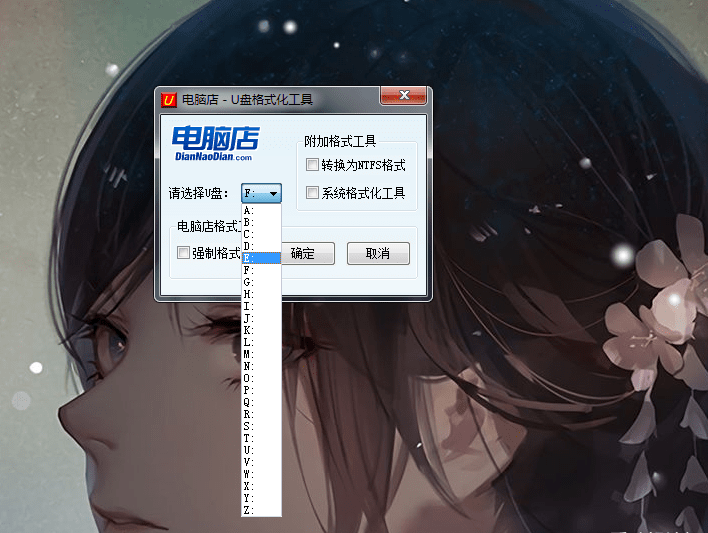 电脑店 - U盘格式化工具
电脑店
DianNaoDian.com
附加格式工具
转换为NTFS格式
系统格式化工具
请选择U盘: F:
电脑店格式
强制格式
确定
取消
A:
B:
C:
D:
E:
F:
G:
H:
I:
J:
K:
L:
M:
N:
O:
P:
Q:
R:
S:
T:
U:
V:
W:
X:
Y:
Z: